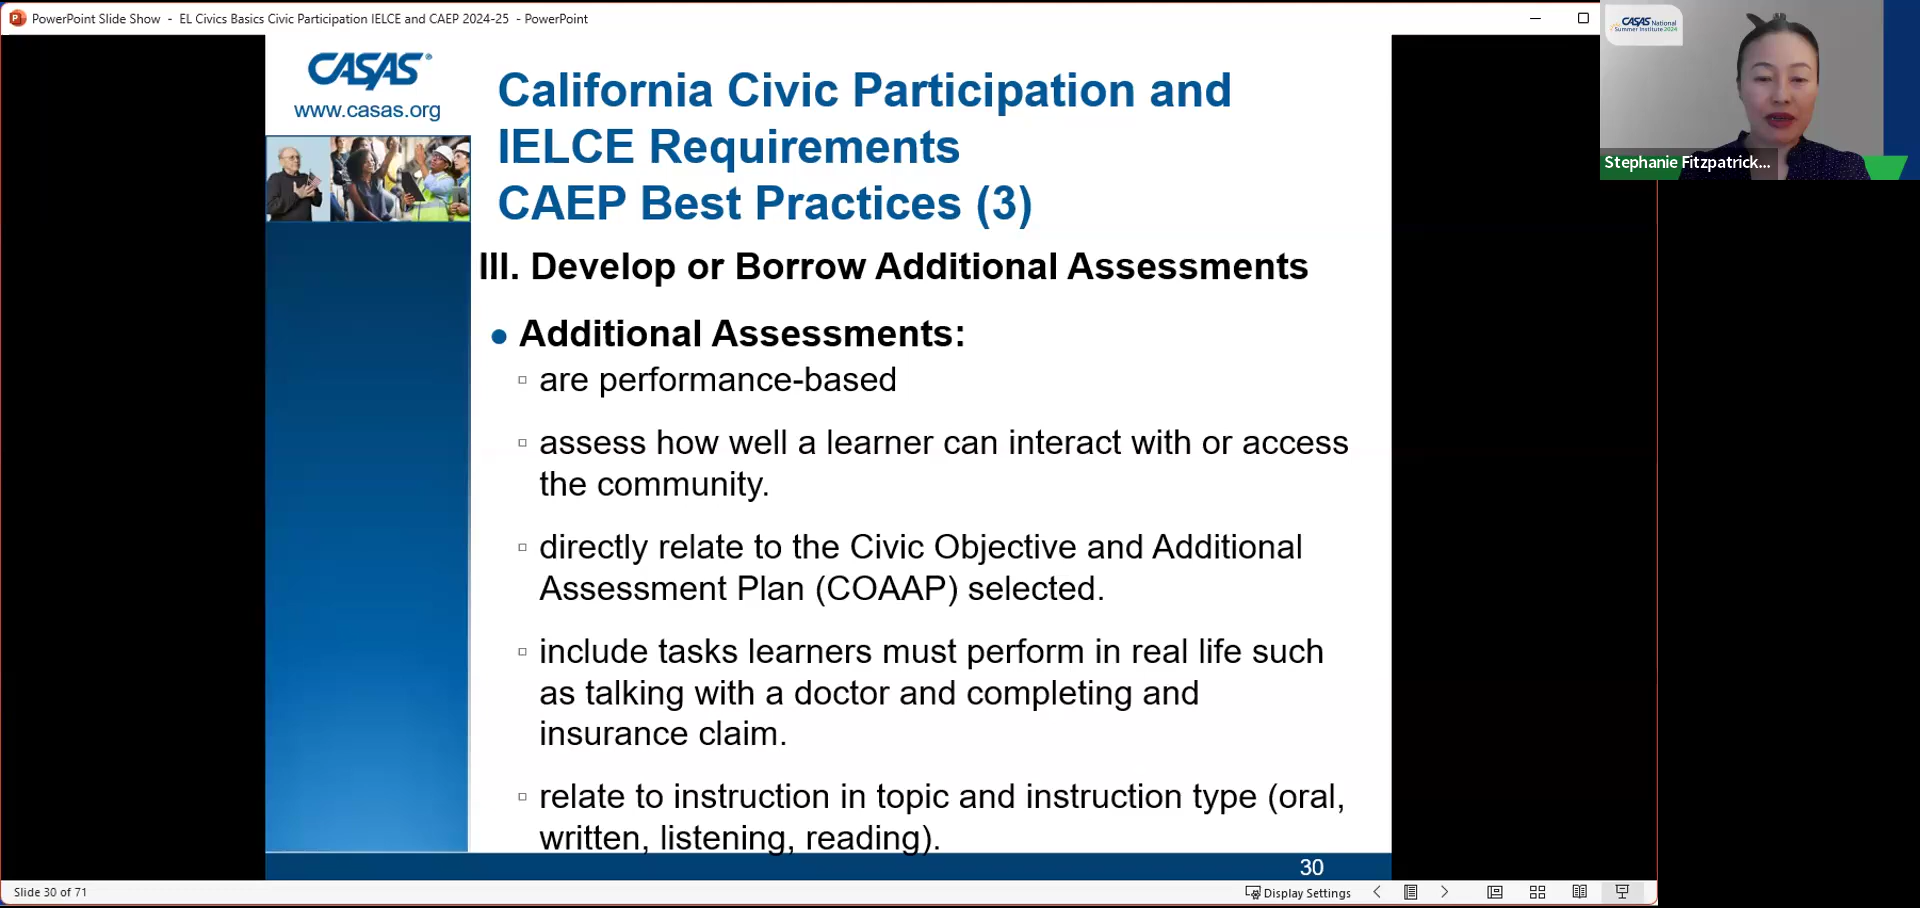 PowerPoint Slide Show - EL Civics Basics Civic Participation IELCE and CAEP 2024-25 - PowerPoint
CASAS National
Summer Institute 2024
Stephanie Fitzpatrick...
CASAS®
www.casas.org
California Civic Participation and
IELCE Requirements
CAEP Best Practices (3)
III. Develop or Borrow Additional Assessments
Additional Assessments:
are performance-based
assess how well a learner can interact with or access
the community.
directly relate to the Civic Objective and Additional
Assessment Plan (COAAP) selected.
include tasks learners must perform in real life such
as talking with a doctor and completing and
insurance claim.
relate to instruction in topic and instruction type (oral,
written, listening, reading).
30
Slide 30 of 71
Display Settings